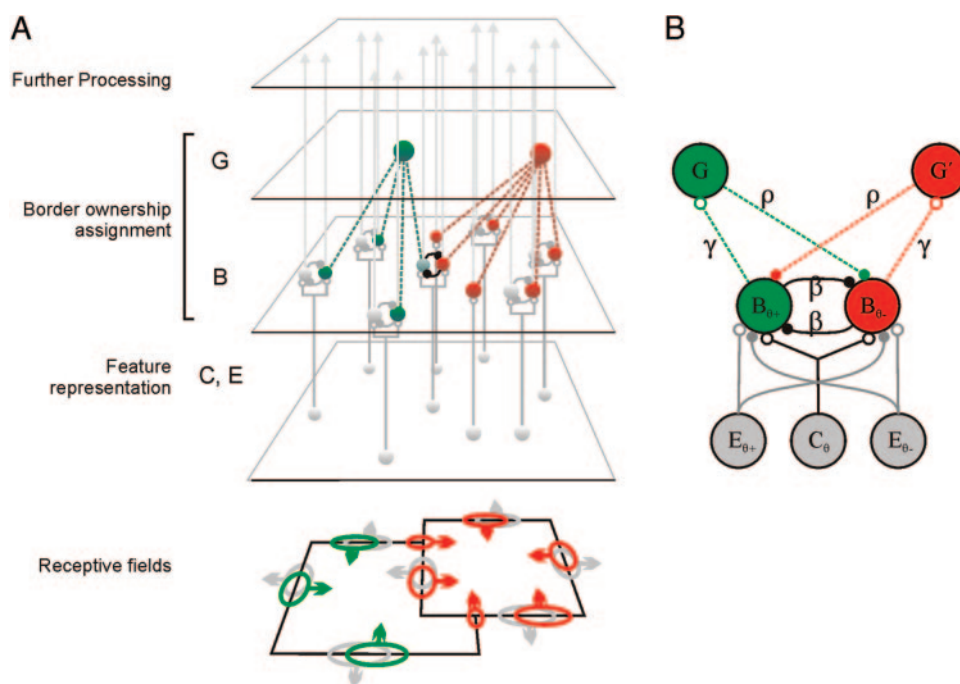 A
Further Processing
G
Border ownership
assignment
B
Feature
representation
C, E
Receptive fields
B
G
G′
ρ
ρ
γ
γ
β
β
Bθ+
Bθ-
Eθ+
Cθ
Eθ-